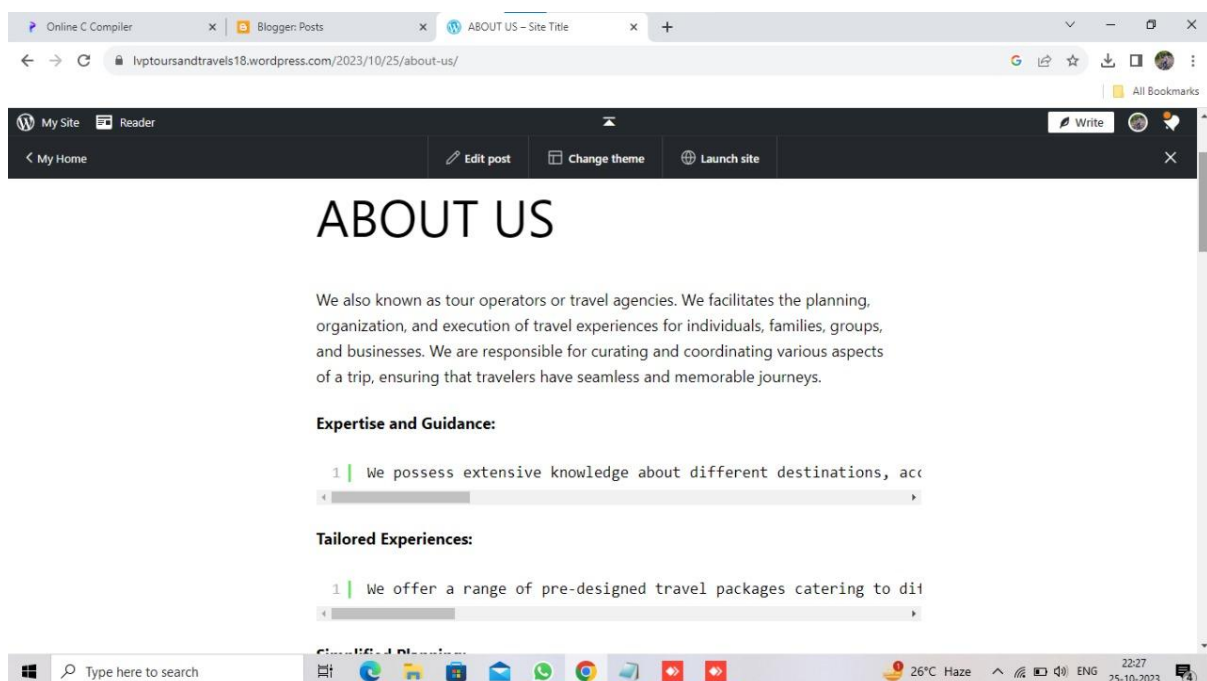 Online C Compiler
Blogger: Posts
ABOUT US – Site Title
lvptoursandtravels18.wordpress.com/2023/10/25/about-us/
All Bookmarks
My Site Reader Write
My Home Edit post Change theme Launch site
ABOUT US
We also known as tour operators or travel agencies. We facilitates the planning,
organization, and execution of travel experiences for individuals, families, groups,
and businesses. We are responsible for curating and coordinating various aspects
of a trip, ensuring that travelers have seamless and memorable journeys.
Expertise and Guidance:
1 We possess extensive knowledge about different destinations,
Tailored Experiences:
1 We offer a range of pre-designed travel packages catering to
Type here to search
26°C Haze ENG 22:27
25-10-2023